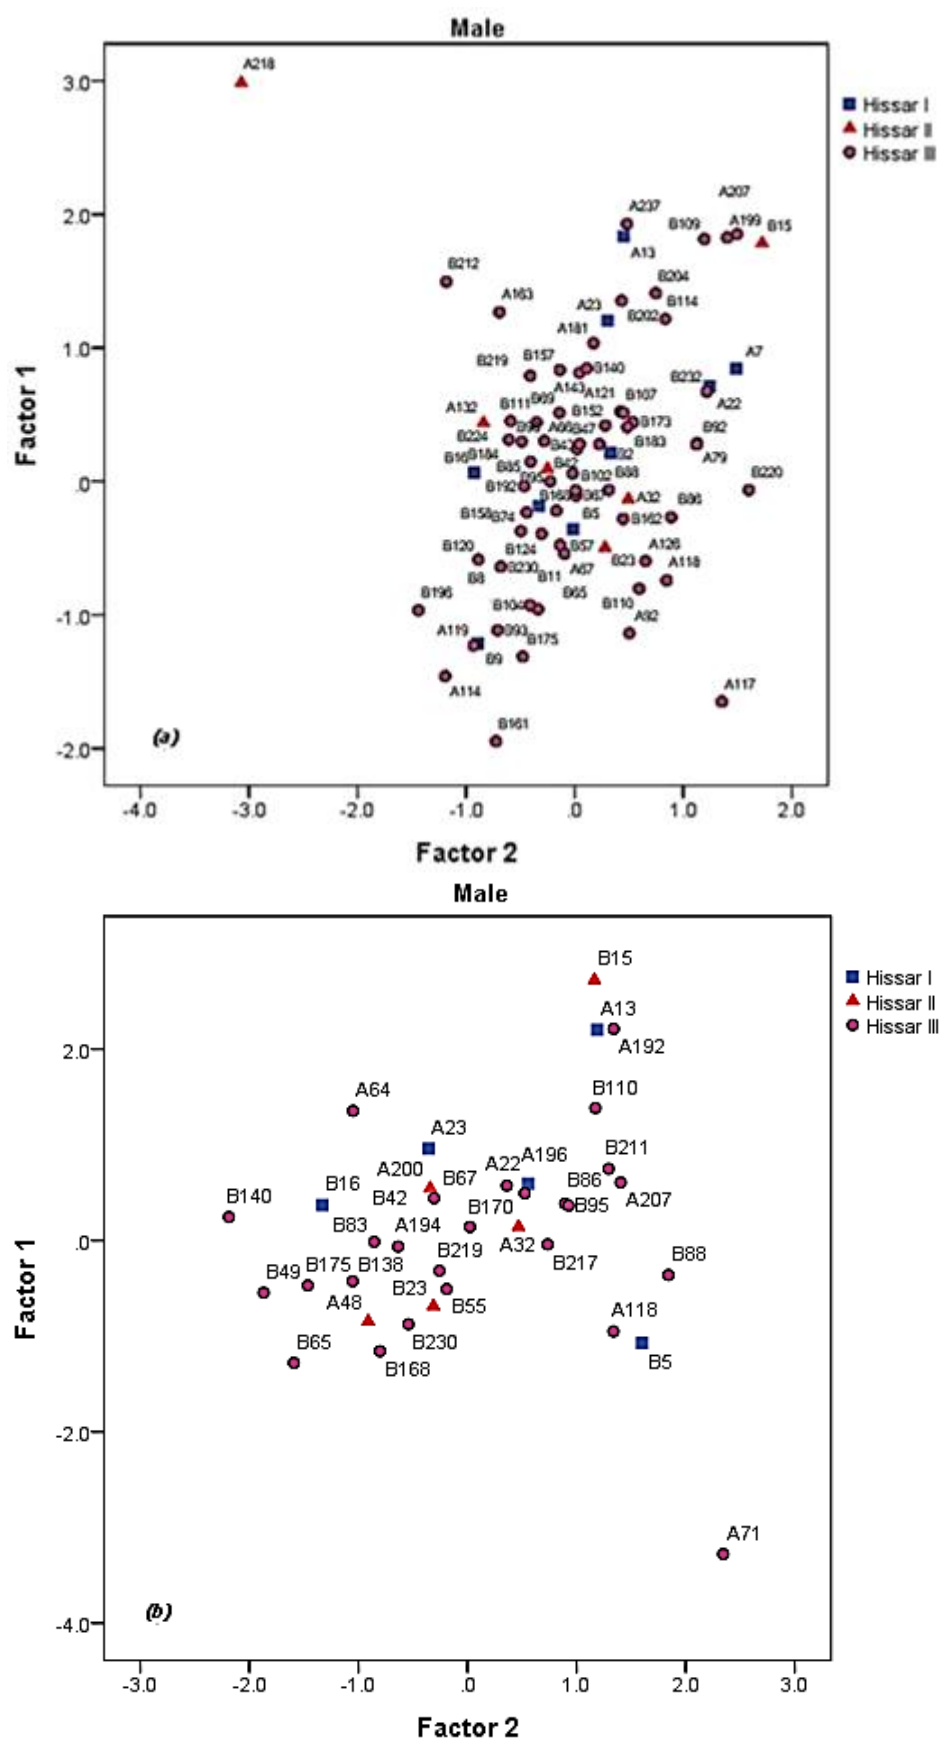 Male
A218
3.0
Hissar I
Hissar II
Hissar III
A207
2.0
A237
B109
A199
B15
A13
B212
A163
B204
A23
B202
B114
1.0
A181
A7
B219
B157
B140
B232
A143
A121
A22
A132
B111
B69
B152
B107
B173
B92
B224
A66
B47
B183
A79
B16
B184
B85
B42
B102
B88
B220
.0
B192
B168
A32
B86
B158
B74
B5
B162
B120
B124
B57
B23
A126
B8
B230
B11
A67
A118
B196
B104
B65
B110
-1.0
A119
B93
B175
A92
B9
A114
A117
B161
-2.0
(a)
-4.0 -3.0 -2.0 -1.0 .0 1.0 2.0
Factor 1
Factor 2
Male
B15
Hissar I
Hissar II
Hissar III
A13
2.0
A192
A64
B110
A23
B211
A200
B67
A22
A196
B16
B42
B170
B86
B95
A207
B140
B83
A194
A32
.0
B219
B217
B88
B49
B175
B138
B23
B55
A48
A118
B65
B230
B5
B168
-2.0
A71
(b)
-4.0
-3.0 -2.0 -1.0 .0 1.0 2.0 3.0
Factor 1
Factor 2